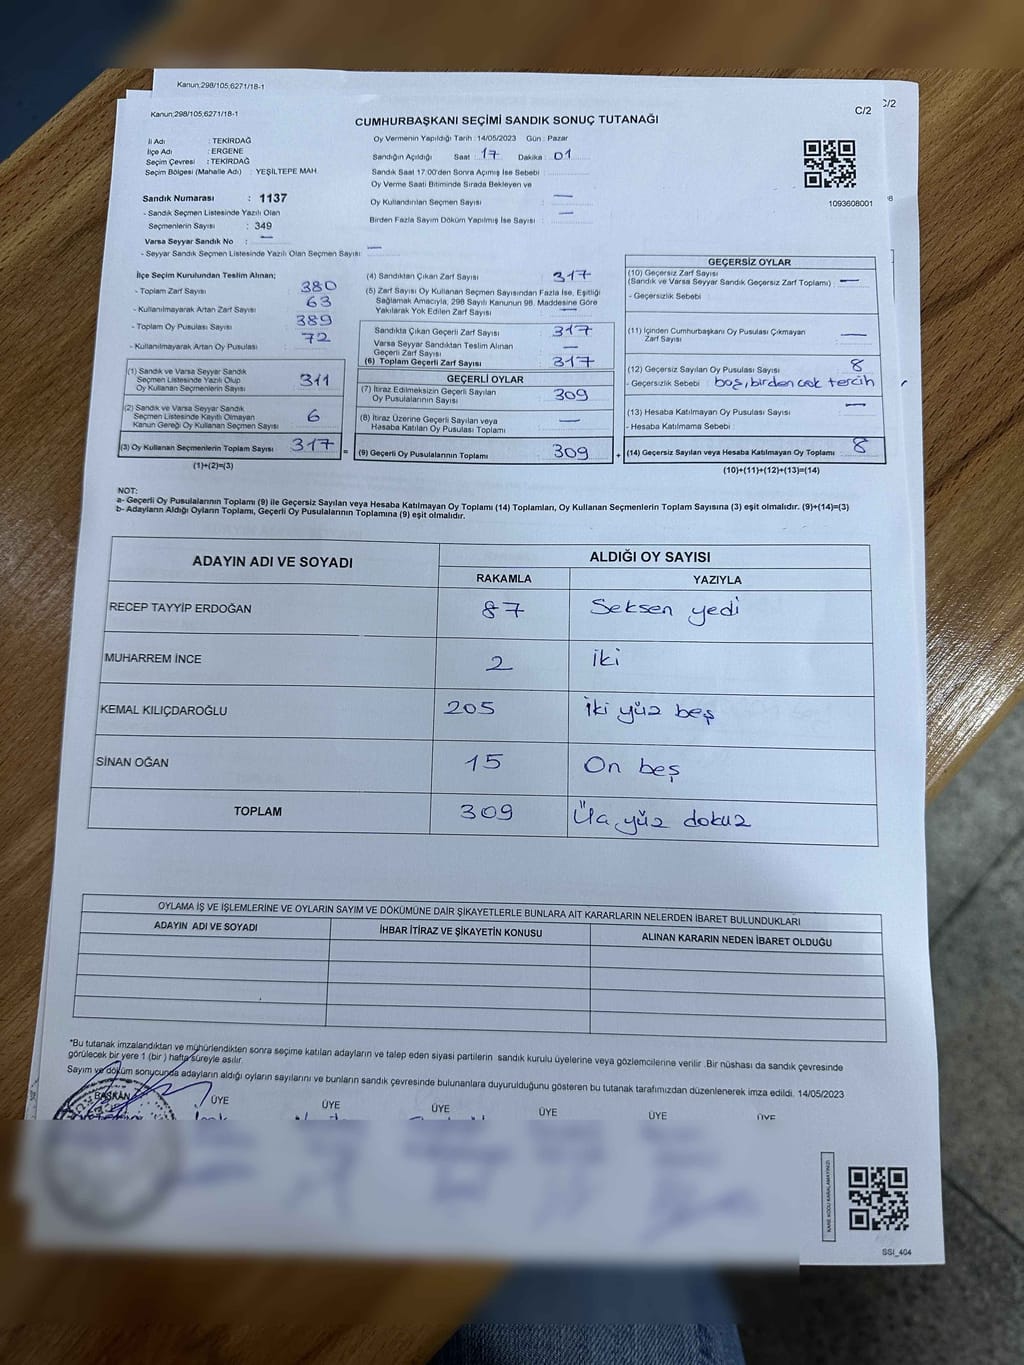 Kanun;298/105;6271/18-1
C/2
Kanun;298/105;6271/18-1
C/2
CUMHURBAŞKANI SEÇİMİ SANDIK SONUÇ TUTANAĞI
İl Adı : TEKİRDAĞ
İlçe Adı : ERGENE
Seçim Çevresi : TEKİRDAĞ
Seçim Bölgesi (Mahalle Adı) : YEŞİLTEPE MAH
Oy Vermenin Yapıldığı Tarih : 14/05/2023 Gün : Pazar
Sandığın Açıldığı Saat : 17 Dakika : 01
Sandık Saat 17:00'den Sonra Açılmış İse Sebebi :
Oy Verme Saati Bitiminde Sırada Bekleyen ve
Oy Kullandırılan Seçmen Sayısı : —
Birden Fazla Sayım Döküm Yapılmış İse Sayısı : —
1093608001
Sandık Numarası : 1137
- Sandık Seçmen Listesinde Yazılı Olan
Seçmenlerin Sayısı : 349
Varsa Seyyar Sandık No : —
- Seyyar Sandık Seçmen Listesinde Yazılı Olan Seçmen Sayısı : —
İlçe Seçim Kurulundan Teslim Alınan;
- Toplam Zarf Sayısı : 380
- Kullanılmayarak Artan Zarf Sayısı : 63
- Toplam Oy Pusulası Sayısı : 389
- Kullanılmayarak Artan Oy Pusulası : 72
(1) Sandık ve Varsa Seyyar Sandık
Seçmen Listesinde Yazılı Olup
Oy Kullanan Seçmenlerin Sayısı : 311
(2) Sandık ve Varsa Seyyar Sandık
Seçmen Listesinde Kayıtlı Olmayan
Kanun Gereği Oy Kullanan Seçmen Sayısı : 6
(3) Oy Kullanan Seçmenlerin Toplam Sayısı : 317
(1)+(2)=(3)
(4) Sandıktan Çıkan Zarf Sayısı : 317
(5) Zarf Sayısı Oy Kullanan Seçmen Sayısından Fazla İse, Eşitliği
Sağlamak Amacıyla, 298 Sayılı Kanunun 98. Maddesine Göre
Yakılarak Yok Edilen Zarf Sayısı : —
Sandıkta Çıkan Geçerli Zarf Sayısı : 317
Varsa Seyyar Sandıktan Teslim Alınan
Geçerli Zarf Sayısı : —
(6) Toplam Geçerli Zarf Sayısı : 317
GEÇERLİ OYLAR
(7) İtiraz Edilmeksizin Geçerli Sayılan
Oy Pusulalarının Sayısı : 309
(8) İtiraz Üzerine Geçerli Sayılan veya
Hesaba Katılan Oy Pusulası Toplamı : —
= (9) Geçerli Oy Pusulalarının Toplamı : 309
GEÇERSİZ OYLAR
(10) Geçersiz Zarf Sayısı
(Sandık ve Varsa Seyyar Sandık Geçersiz Zarf Toplamı) : —
- Geçersizlik Sebebi :
(11) İçinden Cumhurbaşkanı Oy Pusulası Çıkmayan
Zarf Sayısı : —
(12) Geçersiz Sayılan Oy Pusulası Sayısı : 8
- Geçersizlik Sebebi : boş, birden çok tercih
(13) Hesaba Katılmayan Oy Pusulası Sayısı : —
- Hesaba Katılmama Sebebi :
+ (14) Geçersiz Sayılan veya Hesaba Katılmayan Oy Toplamı : 8
(10)+(11)+(12)+(13)=(14)
NOT:
a- Geçerli Oy Pusulalarının Toplamı (9) ile Geçersiz Sayılan veya Hesaba Katılmayan Oy Toplamı (14) Toplamları, Oy Kullanan Seçmenlerin Toplam Sayısına (3) eşit olmalıdır. (9)+(14)=(3)
b- Adayların Aldığı Oyların Toplamı, Geçerli Oy Pusulalarının Toplamına (9) eşit olmalıdır.
ADAYIN ADI VE SOYADI
ALDIĞI OY SAYISI
RAKAMLA YAZIYLA
RECEP TAYYİP ERDOĞAN 87 Seksen yedi
MUHARREM İNCE 2 İki
KEMAL KILIÇDAROĞLU 205 İki yüz beş
SİNAN OĞAN 15 On beş
TOPLAM 309 Üç yüz dokuz
OYLAMA İŞ VE İŞLEMLERİNE VE OYLARIN SAYIM VE DÖKÜMÜNE DAİR ŞİKAYETLERLE BUNLARA AİT KARARLARIN NELERDEN İBARET BULUNDUKLARI
ADAYIN ADI VE SOYADI İHBAR İTİRAZ VE ŞİKAYETİN KONUSU ALINAN KARARIN NEDEN İBARET OLDUĞU
*Bu tutanak imzalandıktan ve mühürlendikten sonra seçime katılan adayların ve talep eden siyasi partilerin sandık kurulu üyelerine veya gözlemcilerine verilir .Bir nüshası da sandık çevresinde
görülecek bir yere 1 (bir ) hafta süreyle asılır.
Sayım ve döküm sonucunda adayların aldığı oyların sayılarını ve bunların sandık çevresinde bulunanlara duyurulduğunu gösteren bu tutanak tarafımızdan düzenlenerek imza edildi. 14/05/2023
BAŞKAN ÜYE ÜYE ÜYE ÜYE ÜYE ÜYE
KARE KODU KARALAMAYINIZ!
SSI_404